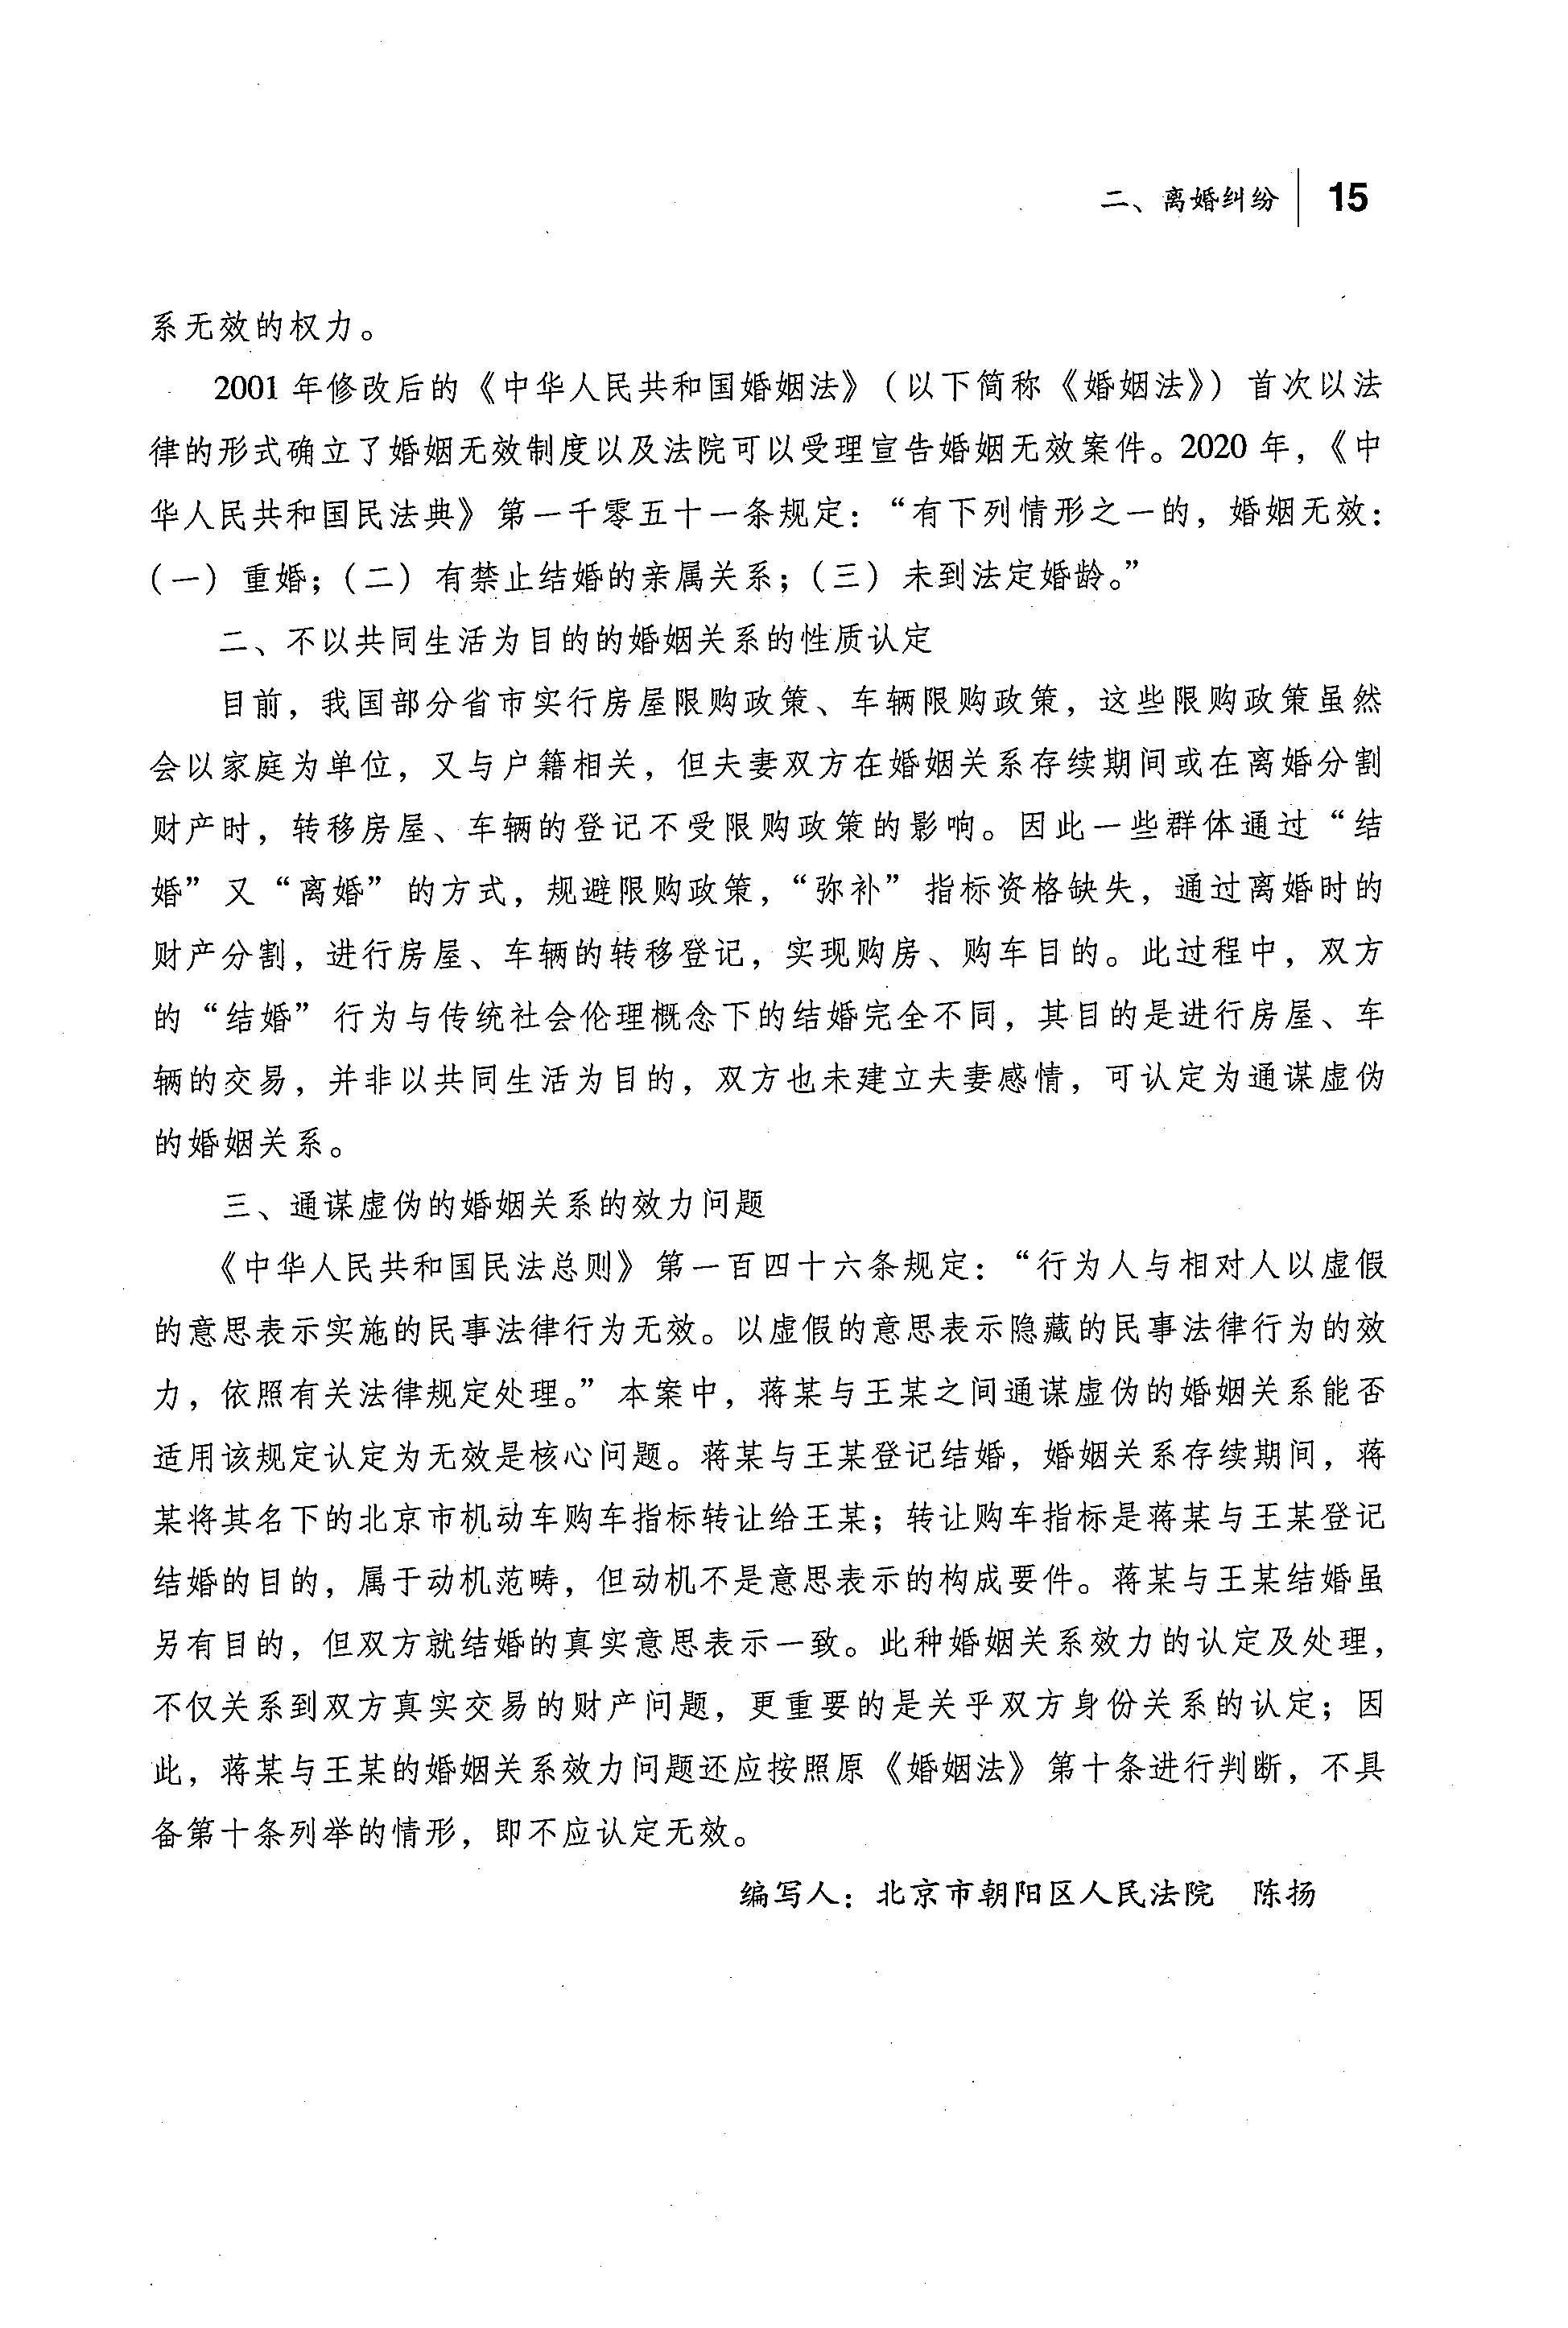 二、离婚纠纷 15
系无效的权力。
2001 年修改后的《中华人民共和国婚姻法》(以下简称《婚姻法》) 首次以法
律的形式确立了婚姻无效制度以及法院可以受理宣告婚姻无效案件。2020 年,《中
华人民共和国民法典》第一千零五十一条规定:“有下列情形之一的, 婚姻无效:
(一) 重婚; (二) 有禁止结婚的亲属关系; (三) 未到法定婚龄。”
二、不以共同生活为目的的婚姻关系的性质认定
目前, 我国部分省市实行房屋限购政策、车辆限购政策, 这些限购政策虽然
会以家庭为单位, 又与户籍相关, 但夫妻双方在婚姻关系存续期间或在离婚分割
财产时, 转移房屋、车辆的登记不受限购政策的影响。因此一些群体通过“结
婚”又“离婚”的方式, 规避限购政策,“弥补”指标资格缺失, 通过离婚时的
财产分割, 进行房屋、车辆的转移登记, 实现购房、购车目的。此过程中, 双方
的“结婚”行为与传统社会伦理概念下的结婚完全不同, 其目的是进行房屋、车
辆的交易, 并非以共同生活为目的, 双方也未建立夫妻感情, 可认定为通谋虚伪
的婚姻关系。
三、通谋虚伪的婚姻关系的效力问题
《中华人民共和国民法总则》第一百四十六条规定:“行为人与相对人以虚假
的意思表示实施的民事法律行为无效。以虚假的意思表示隐藏的民事法律行为的效
力, 依照有关法律规定处理。”本案中, 蒋某与王某之间通谋虚伪的婚姻关系能否
适用该规定认定为无效是核心问题。蒋某与王某登记结婚, 婚姻关系存续期间, 蒋
某将其名下的北京市机动车购车指标转让给王某; 转让购车指标是蒋某与王某登记
结婚的目的, 属于动机范畴, 但动机不是意思表示的构成要件。蒋某与王某结婚虽
另有目的, 但双方就结婚的真实意思表示一致。此种婚姻关系效力的认定及处理,
不仅关系到双方真实交易的财产问题, 更重要的是关乎双方身份关系的认定; 因
此, 蒋某与王某的婚姻关系效力问题还应按照原《婚姻法》第十条进行判断, 不具
备第十条列举的情形, 即不应认定无效。
编写人: 北京市朝阳区人民法院 陈扬